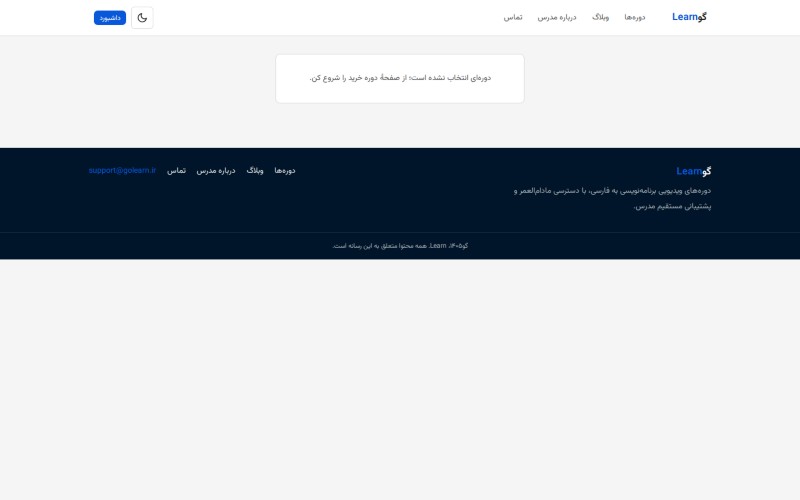 گوLearn
دوره‌ها
وبلاگ
درباره مدرس
تماس
داشبورد
دوره‌ای انتخاب نشده است؛ از صفحهٔ دوره خرید را شروع کن.
گوLearn
دوره‌های ویدیویی برنامه‌نویسی به فارسی، با دسترسی مادام‌العمر و
پشتیبانی مستقیم مدرس.
دوره‌ها
وبلاگ
درباره مدرس
تماس
support@golearn.ir
گو۱۴۰۵، Learn. همه محتوا متعلق به این رسانه است.